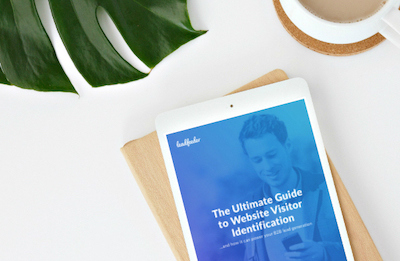 leadfeeder
The Ultimate Guide
to Website Visitor
Identification
...and how it can power your B2B lead generation